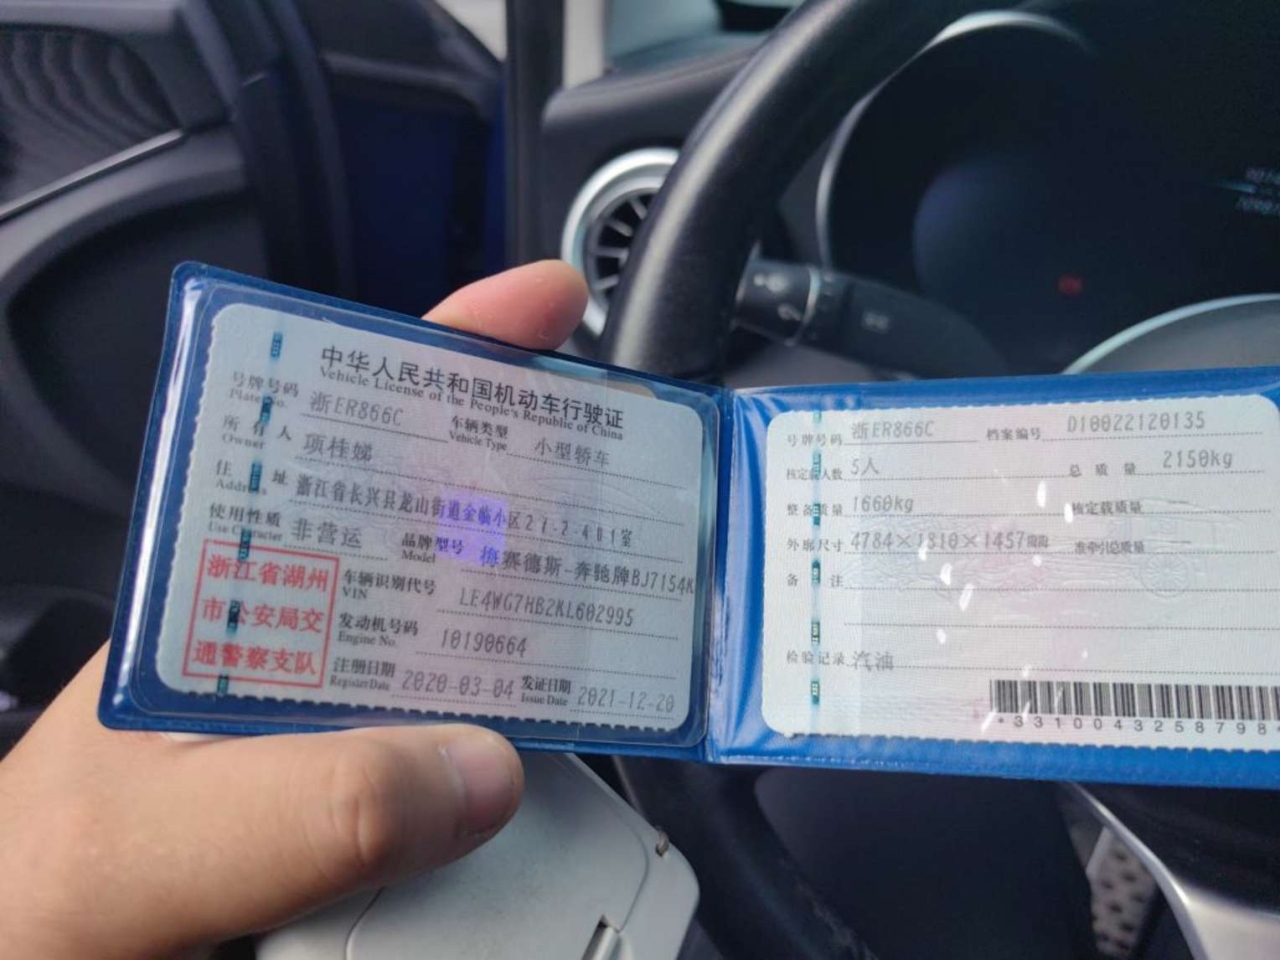 中华人民共和国机动车行驶证
Vehicle License of the People's Republic of China
号牌号码 浙ER866C 车辆类型 小型轿车
Plate No. Vehicle Type
所有人 项桂娣
Owner
住址 浙江省长兴县龙山街道金临小区21-2-401室
Address
使用性质 非营运 品牌型号 梅赛德斯-奔驰牌BJ7154K
Use Character Model
浙江省湖州
市公安局交
通警察支队
车辆识别代号 LE4WG7HB2KL602995
VIN
发动机号码 10190664
Engine No.
注册日期 2020-03-04 发证日期 2021-12-20
Register Date Issue Date
号牌号码 浙ER866C 档案编号 D10022120135
核定载人数 5人 总质量 2150kg
整备质量 1660kg 核定载质量 --
外廓尺寸 4784×1810×1457mm 准牵引总质量 --
备注
检验记录 汽油
*3310043258798